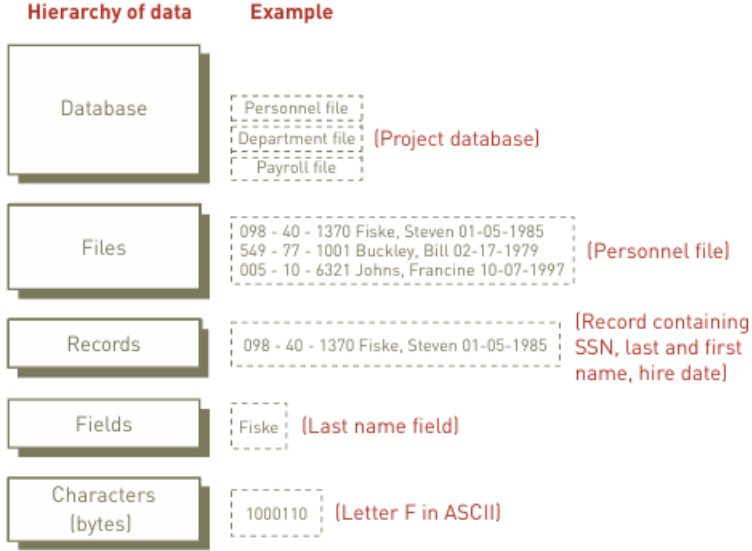 Hierarchy of data
Example
Database
Personnel file
Department file
Payroll file
(Project database)
Files
098 - 40 - 1370 Fiske, Steven 01-05-1985
549 - 77 - 1001 Buckley, Bill 02-17-1979
005 - 10 - 6321 Johns, Francine 10-07-1997
(Personnel file)
Records
098 - 40 - 1370 Fiske, Steven 01-05-1985
(Record containing
SSN, last and first
name, hire date)
Fields
Fiske
(Last name field)
Characters
(bytes)
1000110
(Letter F in ASCII)